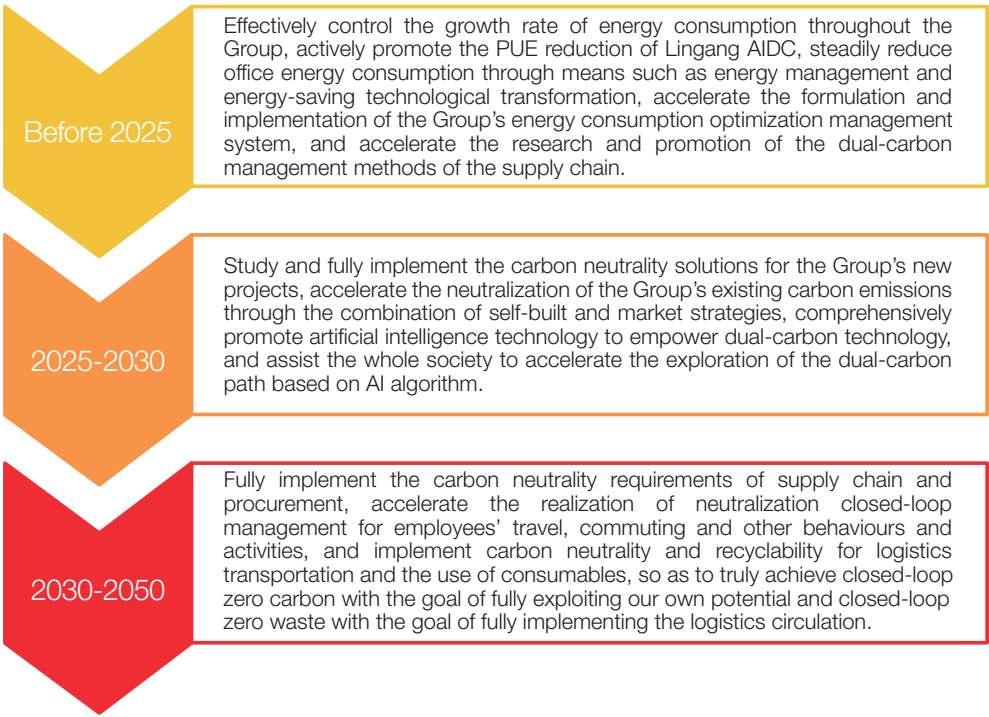 Before 2025
Effectively control the growth rate of energy consumption throughout the
Group, actively promote the PUE reduction of Lingang AIDC, steadily reduce
office energy consumption through means such as energy management and
energy-saving technological transformation, accelerate the formulation and
implementation of the Group’s energy consumption optimization management
system, and accelerate the research and promotion of the dual-carbon
management methods of the supply chain.
2025-2030
Study and fully implement the carbon neutrality solutions for the Group’s new
projects, accelerate the neutralization of the Group’s existing carbon emissions
through the combination of self-built and market strategies, comprehensively
promote artificial intelligence technology to empower dual-carbon technology,
and assist the whole society to accelerate the exploration of the dual-carbon
path based on AI algorithm.
2030-2050
Fully implement the carbon neutrality requirements of supply chain and
procurement, accelerate the realization of neutralization closed-loop
management for employees’ travel, commuting and other behaviours and
activities, and implement carbon neutrality and recyclability for logistics
transportation and the use of consumables, so as to truly achieve closed-loop
zero carbon with the goal of fully exploiting our own potential and closed-loop
zero waste with the goal of fully implementing the logistics circulation.